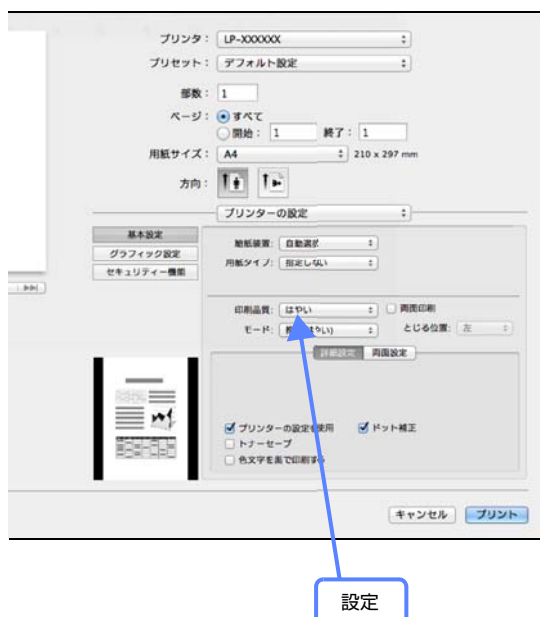 プリンタ： LP-XXXXXX
プリセット： デフォルト設定
部数： 1
ページ： すべて
開始： 1 終了： 1
用紙サイズ： A4 210 x 297 mm
方向：
プリンターの設定
基本設定
グラフィック設定
セキュリティー機能
給紙装置： 自動選択
用紙タイプ： 指定しない
印刷品質： はやい 両面印刷
モード： とじる位置： 左
詳細設定 両面設定
プリンターの設定を使用 ドット補正
トナーセーブ
色文字を黒で印刷する
キャンセル プリント
設定